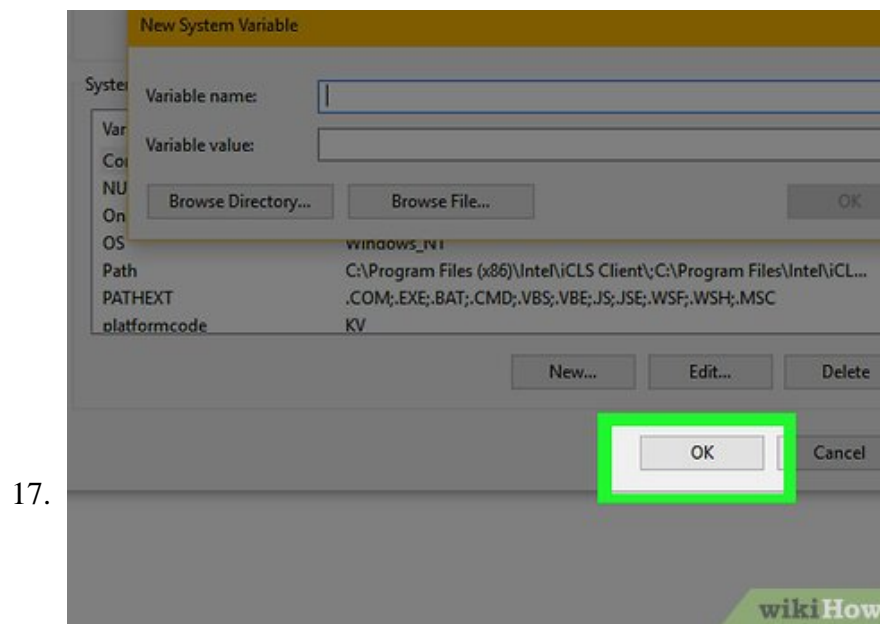 New System Variable
Variable name:
Variable value:
Browse Directory...
Browse File...
OK
OS
Windows_NT
Path
C:\Program Files (x86)\Intel\iCLS Client\;C:\Program Files\Intel\iCL...
PATHEXT
.COM;.EXE;.BAT;.CMD;.VBS;.VBE;.JS;.JSE;.WSF;.WSH;.MSC
platformcode
KV
New...
Edit...
Delete
OK
Cancel
17.
wikiHow